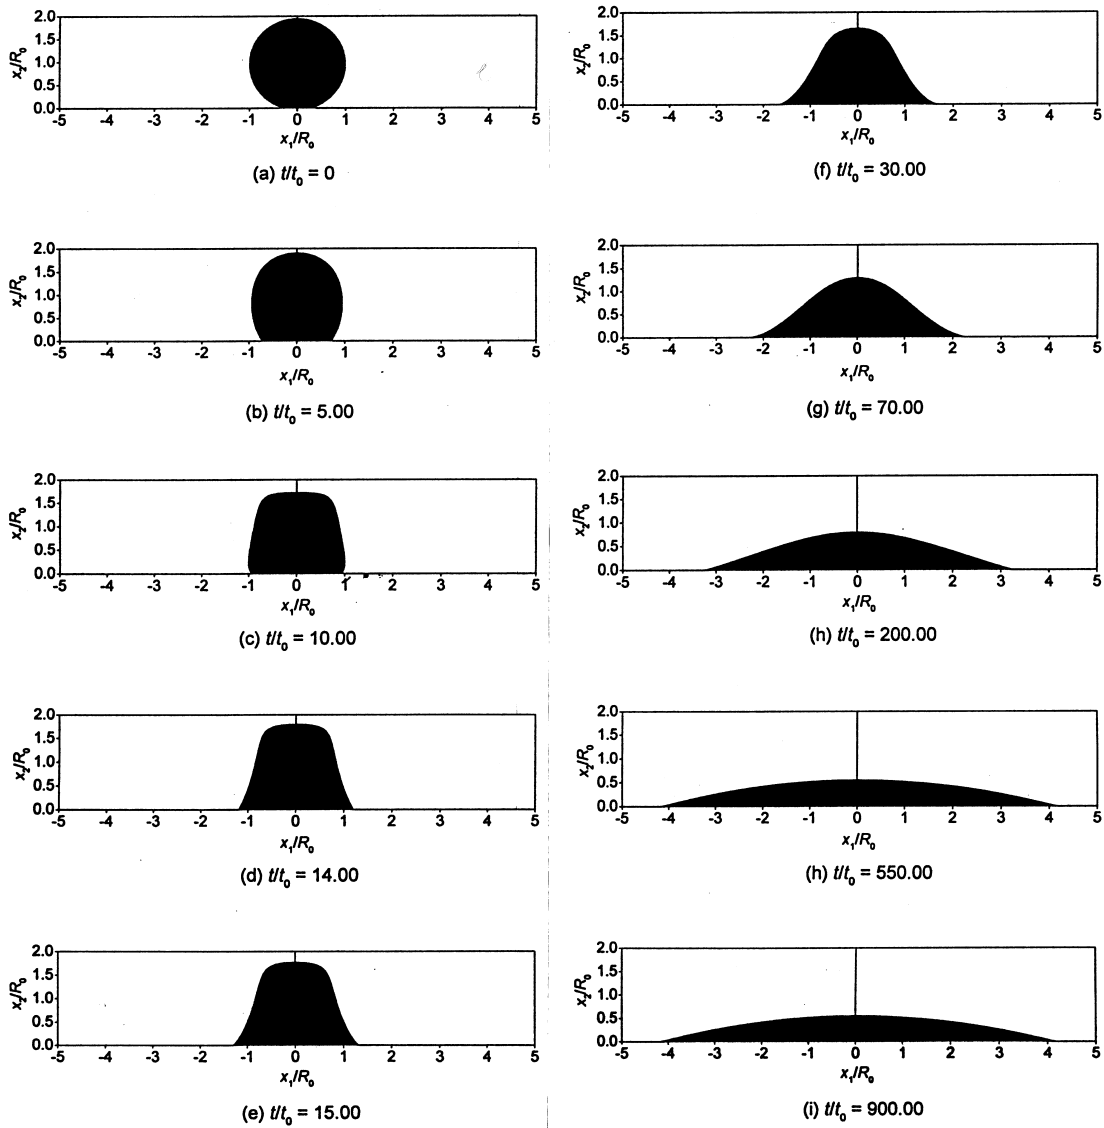 2.0
1.5
1.0
0.5
0.0
x₂/R₀
-5 -4 -3 -2 -1 0 1 2 3 4 5
x₁/R₀
(a) t/t₀ = 0
2.0
1.5
1.0
0.5
0.0
x₂/R₀
-5 -4 -3 -2 -1 0 1 2 3 4 5
x₁/R₀
(b) t/t₀ = 5.00
2.0
1.5
1.0
0.5
0.0
x₂/R₀
-5 -4 -3 -2 -1 0 1 2 3 4 5
x₁/R₀
(c) t/t₀ = 10.00
2.0
1.5
1.0
0.5
0.0
x₂/R₀
-5 -4 -3 -2 -1 0 1 2 3 4 5
x₁/R₀
(d) t/t₀ = 14.00
2.0
1.5
1.0
0.5
0.0
x₂/R₀
-5 -4 -3 -2 -1 0 1 2 3 4 5
x₁/R₀
(e) t/t₀ = 15.00
2.0
1.5
1.0
0.5
0.0
x₂/R₀
-5 -4 -3 -2 -1 0 1 2 3 4 5
x₁/R₀
(f) t/t₀ = 30.00
2.0
1.5
1.0
0.5
0.0
x₂/R₀
-5 -4 -3 -2 -1 0 1 2 3 4 5
x₁/R₀
(g) t/t₀ = 70.00
2.0
1.5
1.0
0.5
0.0
x₂/R₀
-5 -4 -3 -2 -1 0 1 2 3 4 5
x₁/R₀
(h) t/t₀ = 200.00
2.0
1.5
1.0
0.5
0.0
x₂/R₀
-5 -4 -3 -2 -1 0 1 2 3 4 5
x₁/R₀
(h) t/t₀ = 550.00
2.0
1.5
1.0
0.5
0.0
x₂/R₀
-5 -4 -3 -2 -1 0 1 2 3 4 5
x₁/R₀
(i) t/t₀ = 900.00